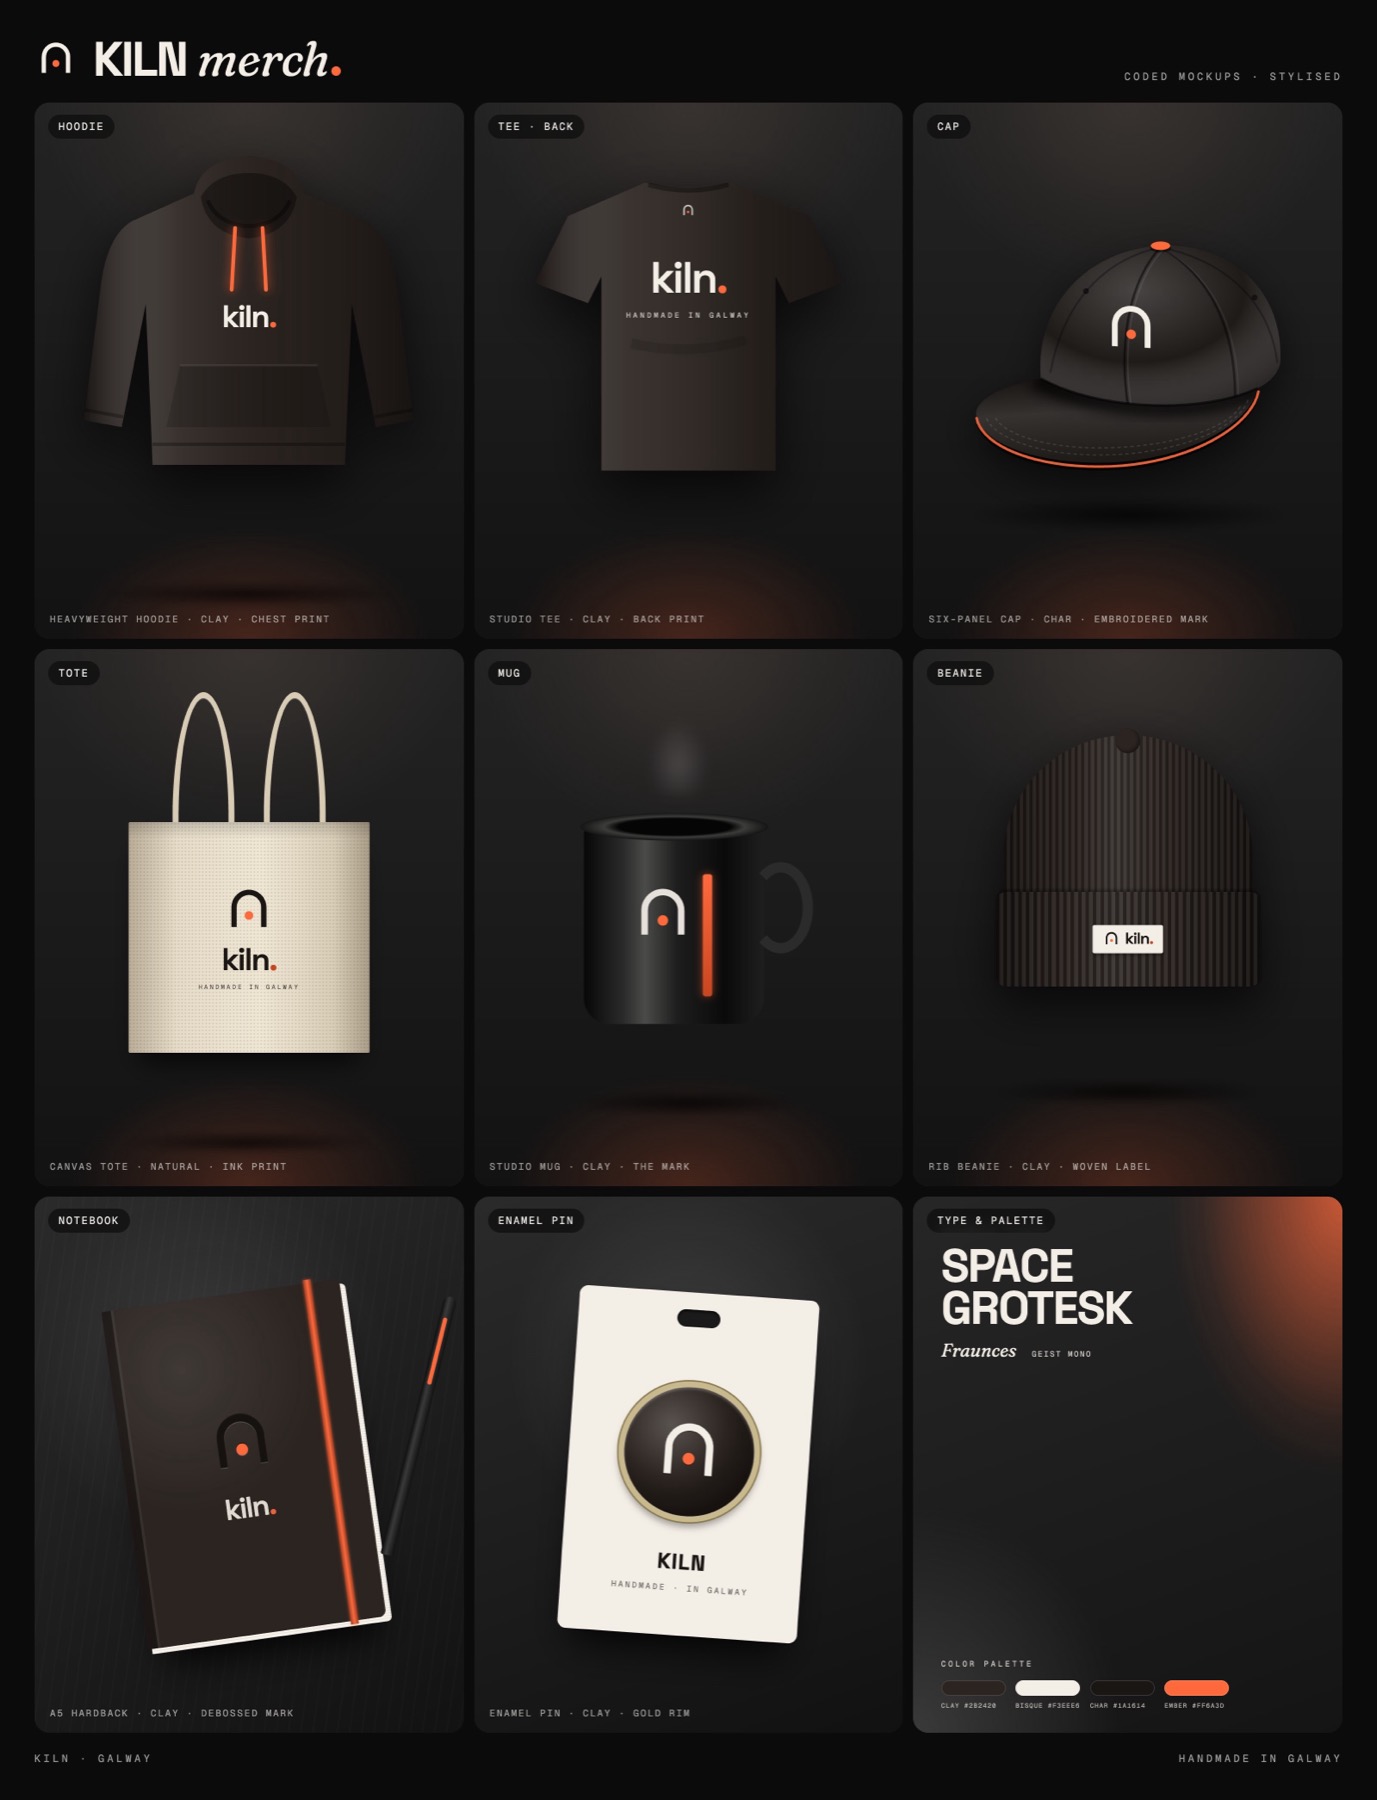 KILN merch.
CODED MOCKUPS · STYLISED
HOODIE
kiln.
HEAVYWEIGHT HOODIE · CLAY · CHEST PRINT
TEE · BACK
kiln.
HANDMADE IN GALWAY
STUDIO TEE · CLAY · BACK PRINT
CAP
SIX-PANEL CAP · CHAR · EMBROIDERED MARK
TOTE
kiln.
HANDMADE IN GALWAY
CANVAS TOTE · NATURAL · INK PRINT
MUG
STUDIO MUG · CLAY · THE MARK
BEANIE
kiln.
RIB BEANIE · CLAY · WOVEN LABEL
NOTEBOOK
kiln.
A5 HARDBACK · CLAY · DEBOSSED MARK
ENAMEL PIN
KILN
HANDMADE · IN GALWAY
ENAMEL PIN · CLAY · GOLD RIM
TYPE & PALETTE
SPACE
GROTESK
Fraunces GEIST MONO
COLOR PALETTE
CLAY #2B2420 BISQUE #F3EEE6 CHAR #1A1614 EMBER #FF6A3D
KILN · GALWAY
HANDMADE IN GALWAY